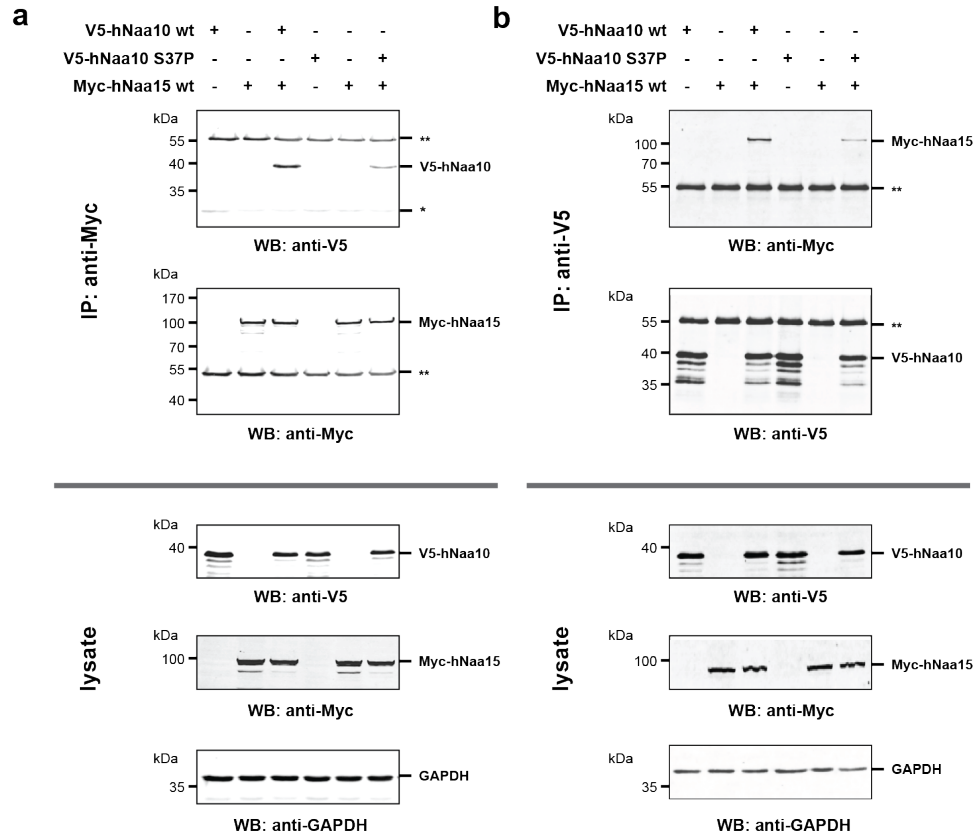 a
V5-hNaa10 wt + - + - - -
V5-hNaa10 S37P - - - + - +
Myc-hNaa15 wt - + + - + +
IP: anti-Myc
kDa
55
40
35
**
V5-hNaa10
*
WB: anti-V5
kDa
170
100
70
55
40
Myc-hNaa15
**
WB: anti-Myc
lysate
kDa
40
V5-hNaa10
WB: anti-V5
kDa
100
Myc-hNaa15
WB: anti-Myc
kDa
35
GAPDH
WB: anti-GAPDH
b
V5-hNaa10 wt + - + - - -
V5-hNaa10 S37P - - - + - +
Myc-hNaa15 wt - + + - + +
IP: anti-V5
kDa
100
70
55
Myc-hNaa15
**
WB: anti-Myc
kDa
55
40
35
**
V5-hNaa10
WB: anti-V5
lysate
kDa
40
V5-hNaa10
WB: anti-V5
kDa
100
Myc-hNaa15
WB: anti-Myc
kDa
35
GAPDH
WB: anti-GAPDH